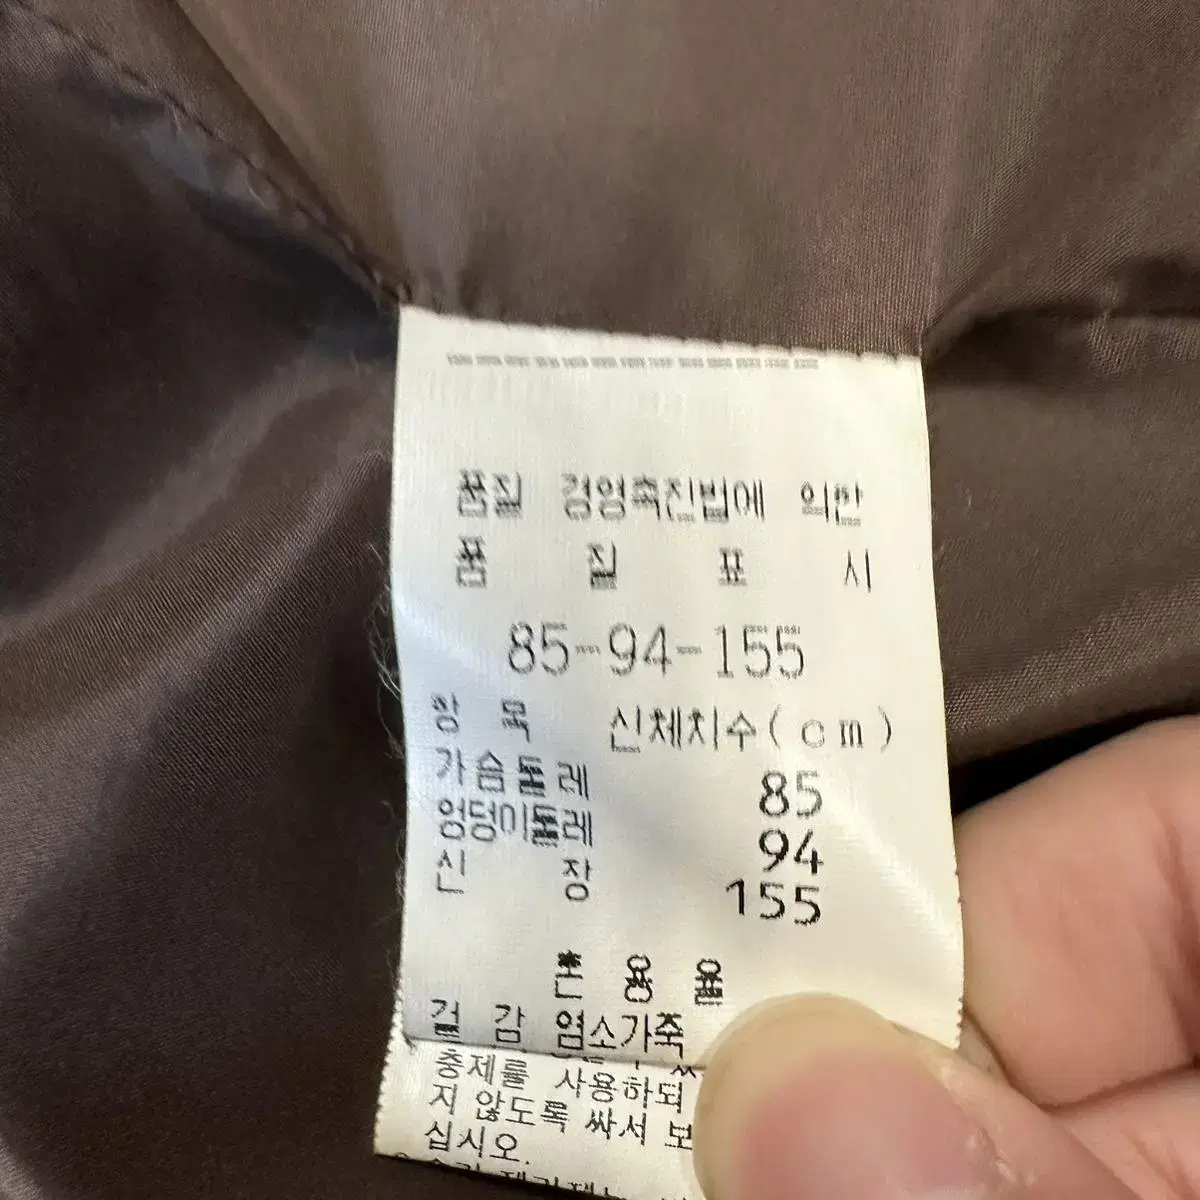 품질 경영촉진법에 의한
품 질 표 시
85-94-155
항 목 신체치수(cm)
가슴둘레 85
엉덩이둘레 94
신 장 155
혼용율
겉 감 염소가죽
충제를 사용하되
지 않도록 싸서 보
십시오.